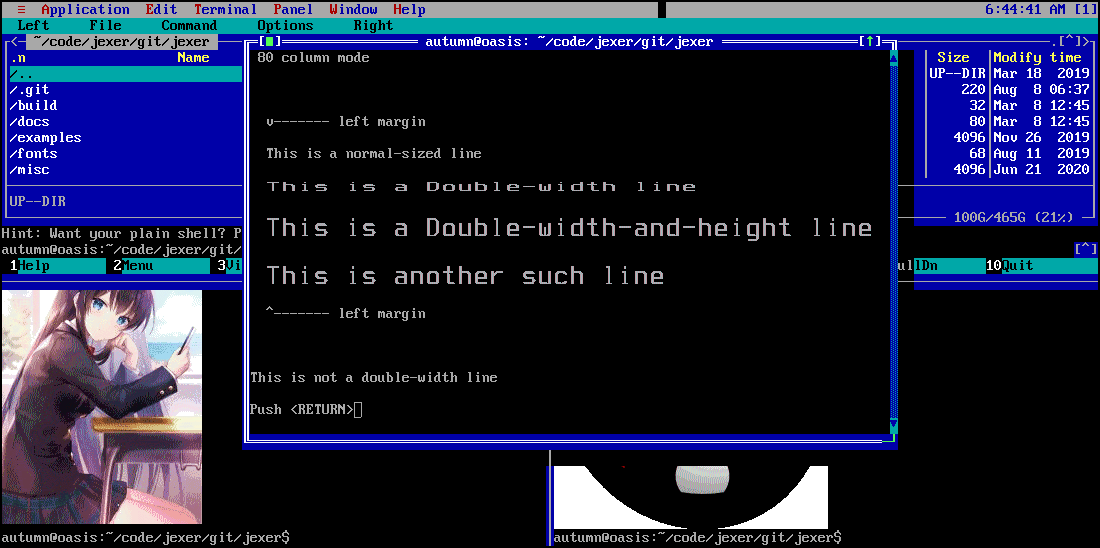 ≡ Application Edit Terminal Panel Window Help 6:44:41 AM [1]
Left File Command Options Right
<─ ~/code/jexer/git/jexer
.n Name
/..
/.git
/build
/docs
/examples
/fonts
/misc
UP--DIR
Hint: Want your plain shell? P
autumn@oasis:~/code/jexer/git/
1Help 2Menu 3Vi
[■] autumn@oasis: ~/code/jexer/git/jexer [↑]
80 column mode
v------- left margin
This is a normal-sized line
This is a Double-width line
This is a Double-width-and-height line
This is another such line
^------- left margin
This is not a double-width line
Push <RETURN>
.[^]>
Size Modify time
UP--DIR Mar 18 2019
220 Aug 8 06:37
32 Mar 8 12:45
80 Mar 8 12:45
4096 Nov 26 2019
68 Aug 11 2019
4096 Jun 21 2020
100G/465G (21%)
[^]
ulDn 10Quit
autumn@oasis:~/code/jexer/git/jexer$
autumn@oasis:~/code/jexer/git/jexer$